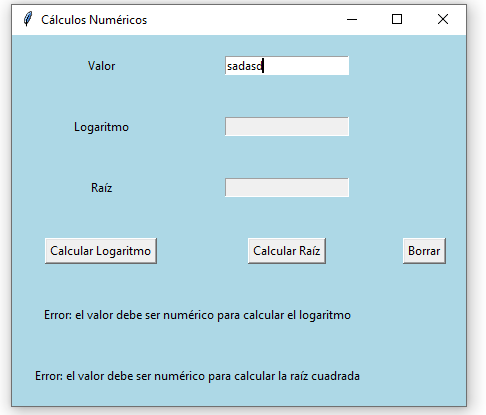 Cálculos Numéricos
Valor sadasd
Logaritmo
Raíz
Calcular Logaritmo Calcular Raíz Borrar
Error: el valor debe ser numérico para calcular el logaritmo
Error: el valor debe ser numérico para calcular la raíz cuadrada